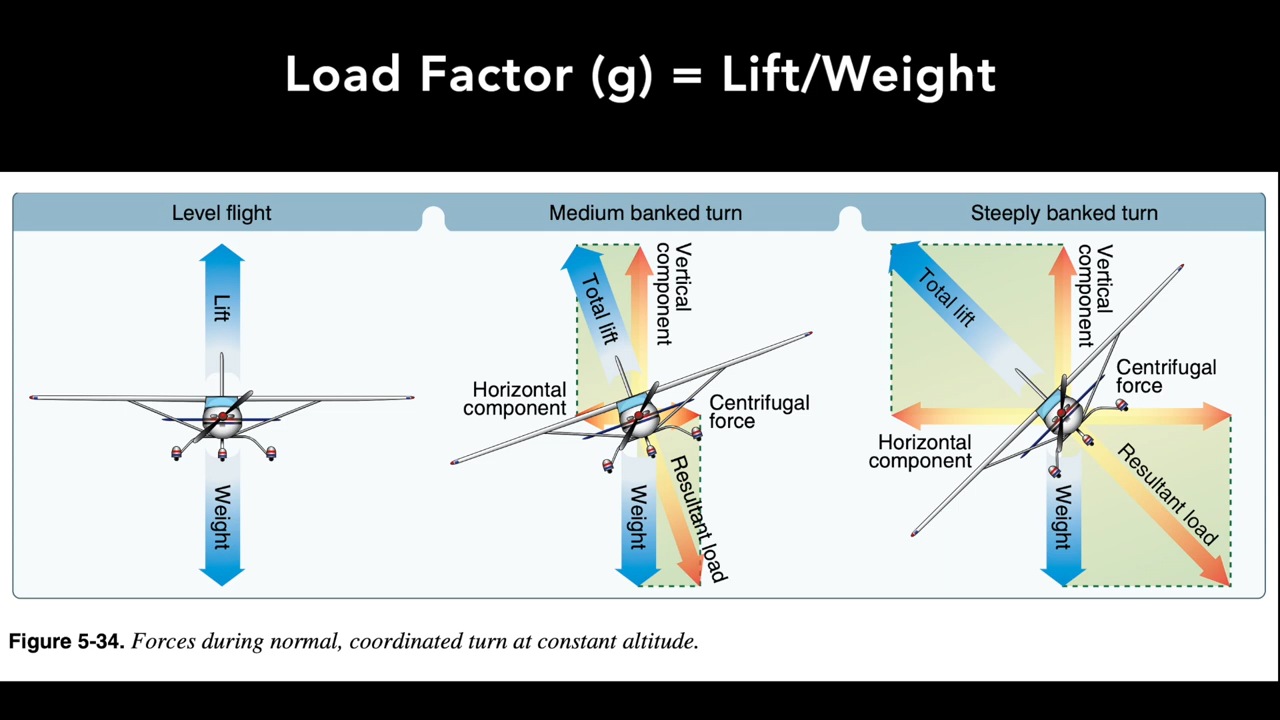 Load Factor (g) = Lift/Weight
Level flight
Lift
Weight
Medium banked turn
Total lift
Vertical
component
Horizontal
component
Centrifugal
force
Weight
Resultant load
Steeply banked turn
Total lift
Vertical
component
Centrifugal
force
Horizontal
component
Weight
Resultant load
Figure 5-34. Forces during normal, coordinated turn at constant altitude.